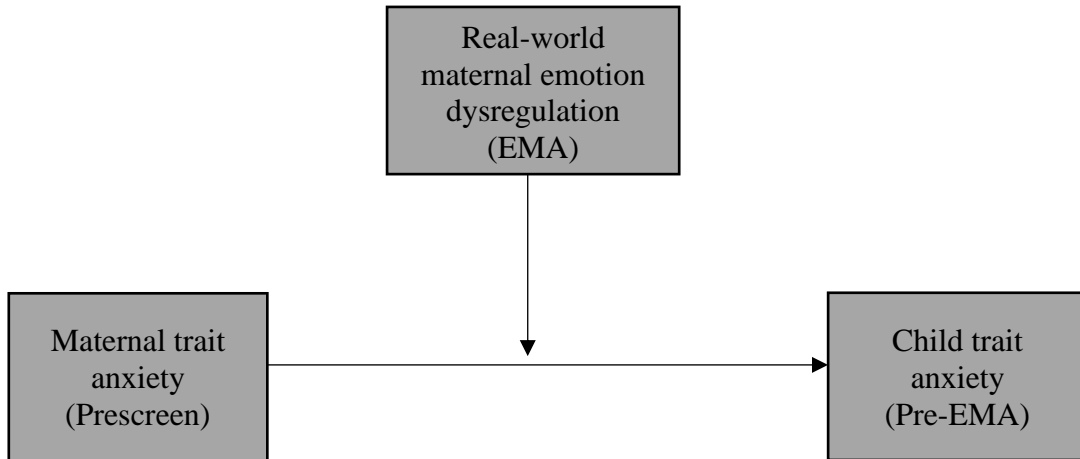 Real-world
maternal emotion
dysregulation
(EMA)
Maternal trait
anxiety
(Prescreen)
Child trait
anxiety
(Pre-EMA)